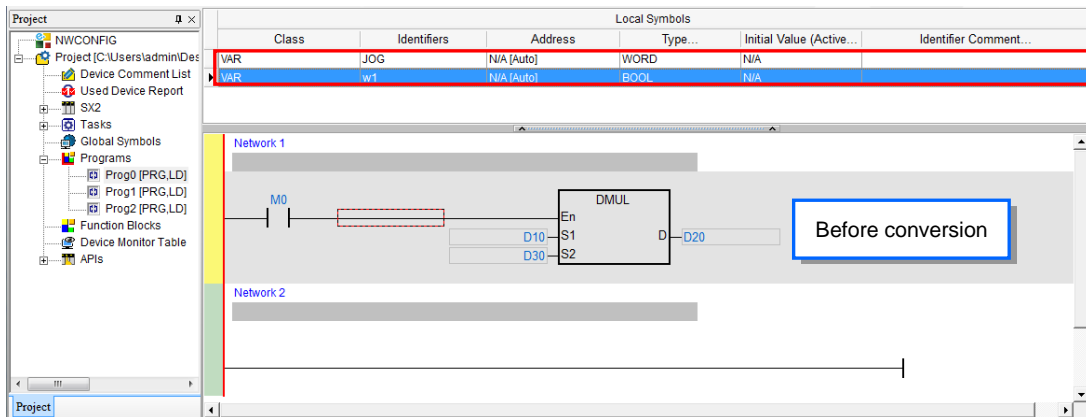 Project
NWCONFIG
Project [C:\Users\admin\Des
Device Comment List
Used Device Report
SX2
Tasks
Global Symbols
Programs
Prog0 [PRG,LD]
Prog1 [PRG,LD]
Prog2 [PRG,LD]
Function Blocks
Device Monitor Table
APIs
Project
Local Symbols
Class Identifiers Address Type... Initial Value (Active... Identifier Comment...
VAR JOG N/A [Auto] WORD N/A
VAR w1 N/A [Auto] BOOL N/A
Network 1
M0 DMUL
En
D10 S1 D D20
D30 S2
Before conversion
Network 2